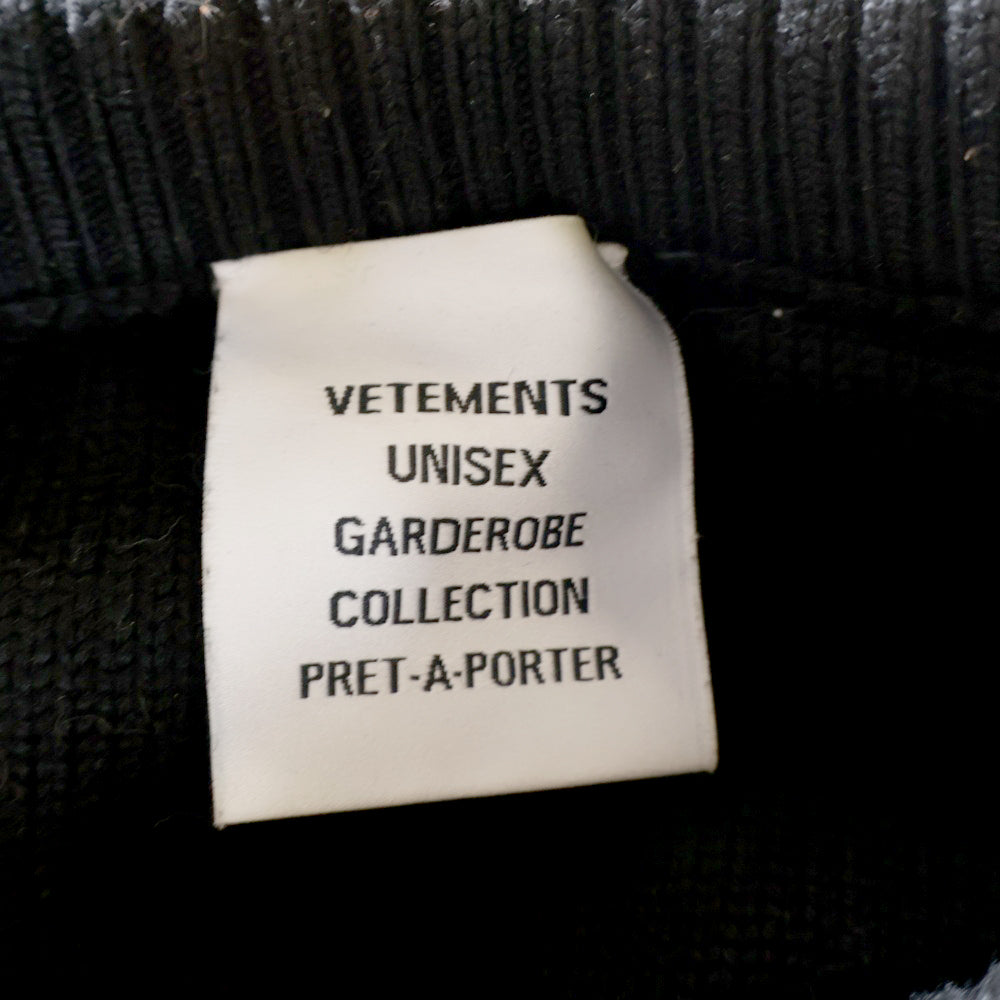 VETEMENTS
UNISEX
GARDEROBE
COLLECTION
PRET-A-PORTER